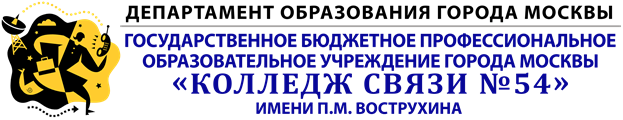 ДЕПАРТАМЕНТ ОБРАЗОВАНИЯ ГОРОДА МОСКВЫ
ГОСУДАРСТВЕННОЕ БЮДЖЕТНОЕ ПРОФЕССИОНАЛЬНОЕ
ОБРАЗОВАТЕЛЬНОЕ УЧРЕЖДЕНИЕ ГОРОДА МОСКВЫ
«КОЛЛЕДЖ СВЯЗИ №54»
ИМЕНИ П.М. ВОСТРУХИНА